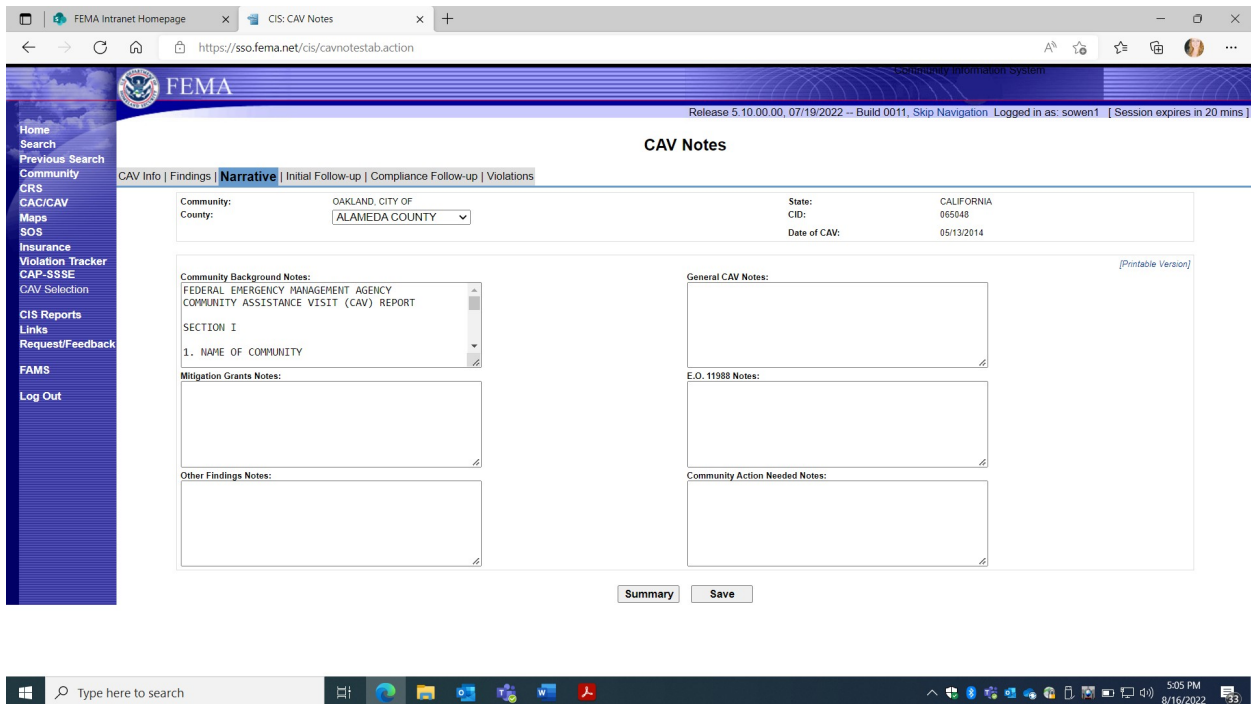 FEMA Intranet Homepage
CIS: CAV Notes
https://sso.fema.net/cis/cavnotestab.action
Community Information System
FEMA
Release 5.10.00.00, 07/19/2022 -- Build 0011, Skip Navigation Logged in as: sowen1 [ Session expires in 20 mins ]
Home
Search
Previous Search
Community
CRS
CAC/CAV
Maps
SOS
Insurance
Violation Tracker
CAP-SSSE
CAV Selection
CIS Reports
Links
Request/Feedback
FAMS
Log Out
CAV Notes
CAV Info | Findings | Narrative | Initial Follow-up | Compliance Follow-up | Violations
Community: OAKLAND, CITY OF
County: ALAMEDA COUNTY
State: CALIFORNIA
CID: 065048
Date of CAV: 05/13/2014
[Printable Version]
Community Background Notes:
FEDERAL EMERGENCY MANAGEMENT AGENCY
COMMUNITY ASSISTANCE VISIT (CAV) REPORT
SECTION I
1. NAME OF COMMUNITY
General CAV Notes:
Mitigation Grants Notes:
E.O. 11988 Notes:
Other Findings Notes:
Community Action Needed Notes:
Summary
Save
Type here to search
5:05 PM
8/16/2022
33